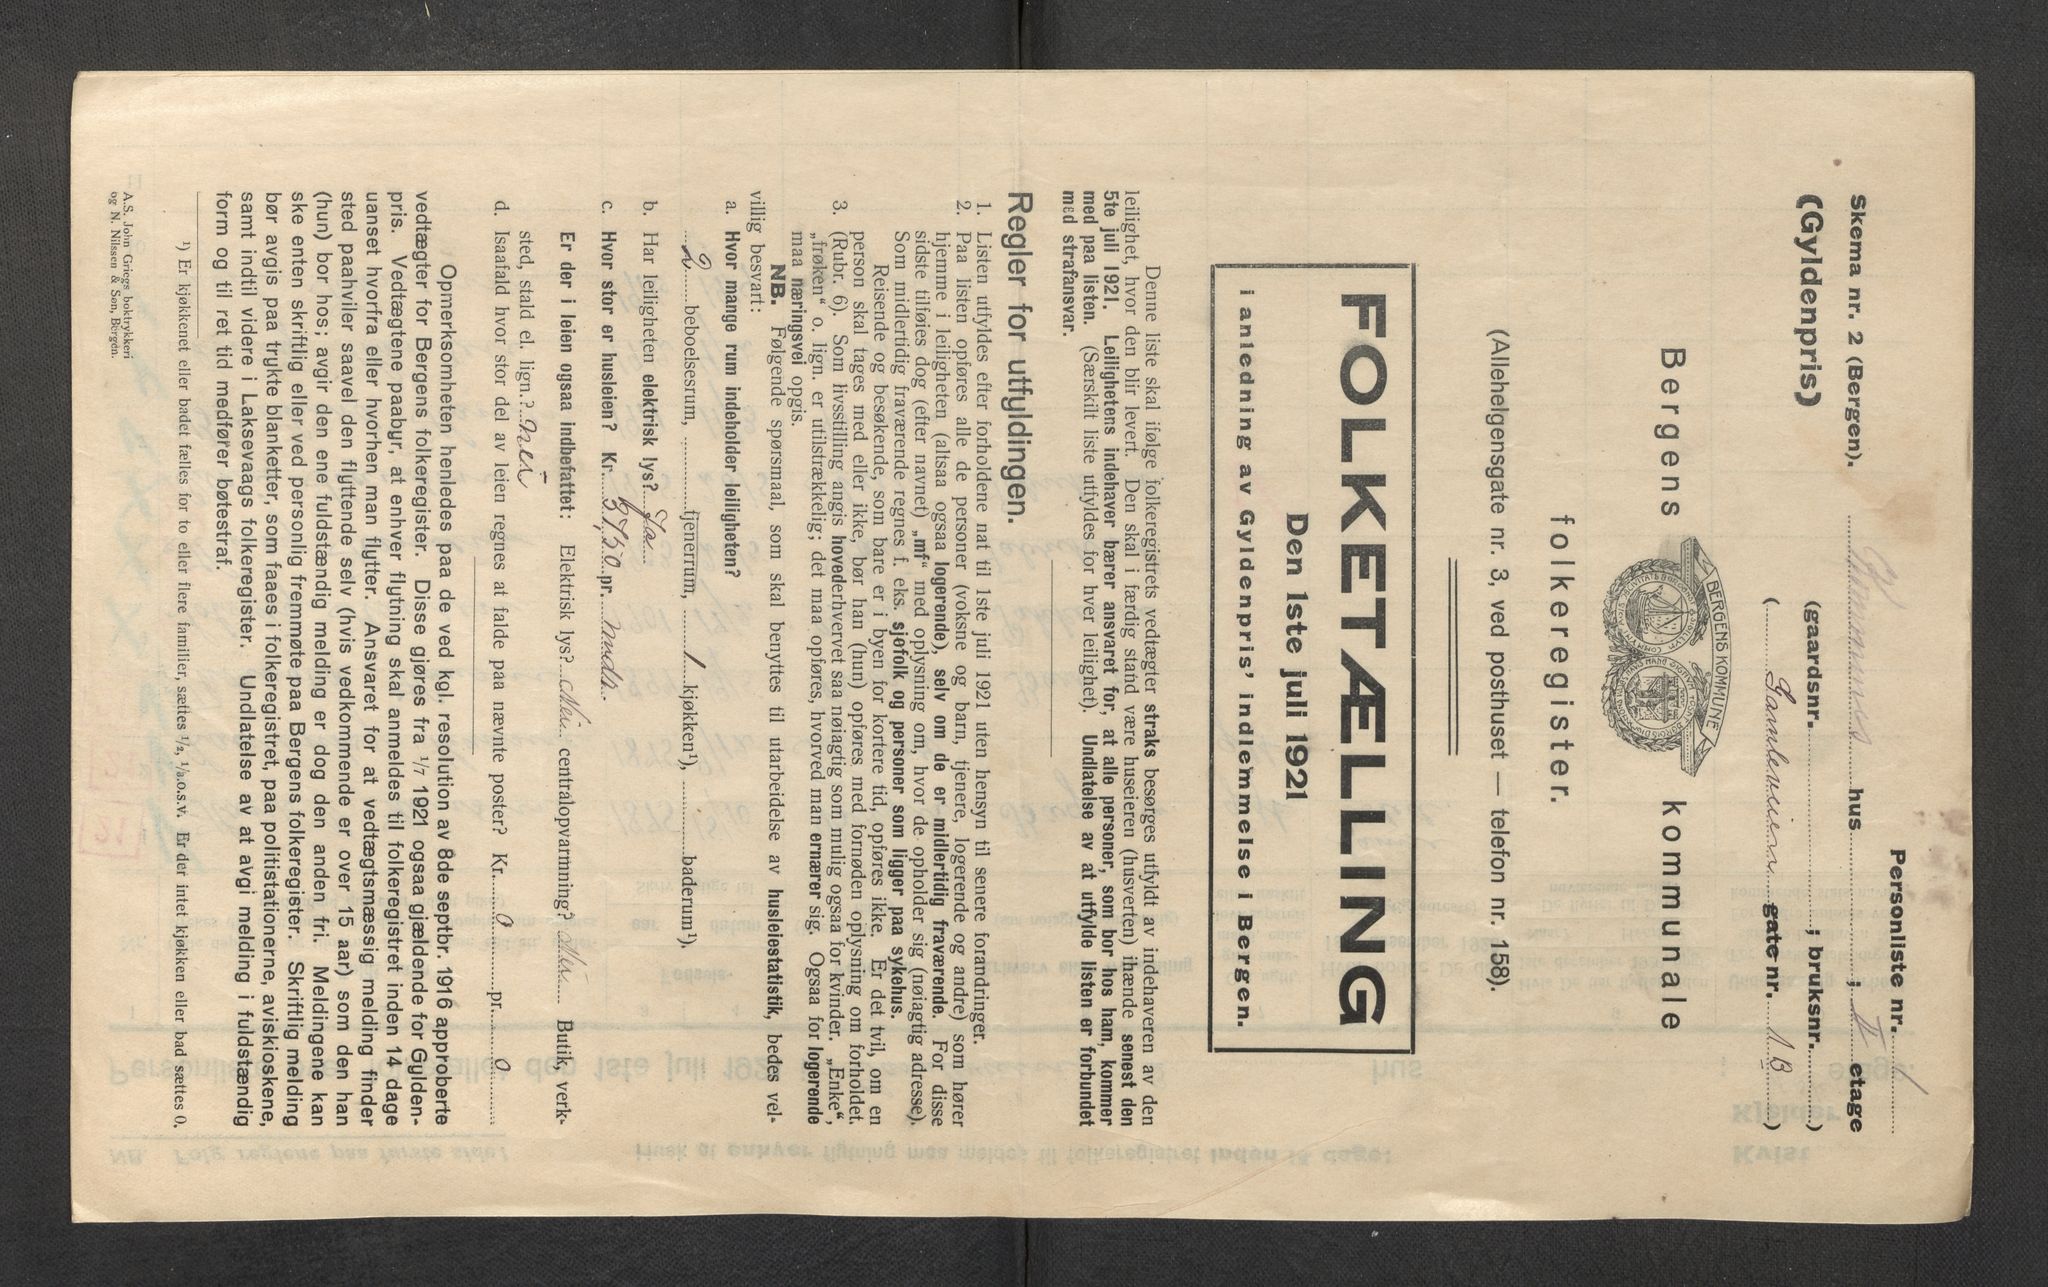 Skema nr. 2 (Bergen).
(Gyldenpris)
Personliste nr. 1
Kommunes hus ; II etage
(gaardsnr. ; bruksnr. )
( Gamleveiens gate nr. 1B )
BERGENS KOMMUNE
Bergens kommunale
folkeregister.
(Allehelgensgate nr. 3, ved posthuset — telefon nr. 158).
FOLKETÆLLING
Den 1ste juli 1921
i anledning av Gyldenpris' indlemmelse i Bergen.
Denne liste skal ifølge folkeregistrets vedtægter straks besørges utfyldt av indehaveren av den
leilighet, hvor den blir levert. Den skal i færdig stand være huseieren (husverten) ihænde senest den
5te juli 1921. Leilighetens indehaver bærer ansvaret for, at alle personer, som bor hos ham, kommer
med paa listen. (Særskilt liste utfyldes for hver leilighet). Undlatelse av at utfylde listen er forbundet
med strafansvar.
Regler for utfyldingen.
1. Listen utfyldes efter forholdene nat til 1ste juli 1921 uten hensyn til senere forandringer.
2. Paa listen opføres alle de personer (voksne og barn, tjenere, logerende og andre) som hører
hjemme i leiligheten (altsaa ogsaa logerende), selv om de er midlertidig fraværende. For disse
sidste tilføies dog (efter navnet) „mf“ med oplysning om, hvor de opholder sig (nøiagtig adresse).
Som midlertidig fraværende regnes f. eks. sjøfolk og personer som ligger paa sykehus.
Reisende og besøkende, som bare er i byen for kortere tid, opføres ikke. Er det tvil, om en
person skal tages med eller ikke, bør han (hun) opføres med fornøden oplysning om forholdet.
3. (Rubr. 6). Som livsstilling angis hovederhvervet saa nøiagtig som mulig ogsaa for kvinder. „Enke“,
„frøken“ o. lign. er utilstrækkelig; det maa opføres, hvorved man ernærer sig. Ogsaa for logerende
maa næringsvei opgis.
NB. Følgende spørsmaal, som skal benyttes til utarbeidelse av husleiestatistik, bedes vel-
villig besvart:
a. Hvor mange rum indeholder leiligheten?
2 beboelsesrum, tjenerrum, 1 kjøkken¹), baderum¹).
b. Har leiligheten elektrisk lys? Ja
c. Hvor stor er husleien? Kr. 37,50 pr. mnd.
Er der i leien ogsaa indbefattet: Elektrisk lys? Nei centralopvarmning? Nei Butik, verk-
sted, stald el. lign.? Nei
d. Isaafald hvor stor del av leien regnes at falde paa nævnte poster? Kr. 0 pr. 0
Opmerksomheten henledes paa de ved kgl. resolution av 8de septbr. 1916 approberte
vedtægter for Bergens folkeregister. Disse gjøres fra ¹/₇ 1921 ogsaa gjældende for Gylden-
pris. Vedtægtene paabyr, at enhver flytning skal anmeldes til folkeregistret inden 14 dage
uanset hvorfra eller hvorhen man flytter. Ansvaret for at vedtægtsmæssig melding finder
sted paahviler saavel den flyttende selv (hvis vedkommende er over 15 aar) som den han
(hun) bor hos; avgir den ene fuldstændig melding er dog den anden fri. Meldingene kan
ske enten skriftlig eller ved personlig fremmøte paa Bergens folkeregister. Skriftlig melding
bør avgis paa trykte blanketter, som faaes i folkeregistret, paa politistationerne, aviskioskene,
samt indtil videre i Laksevaags folkeregister. Undlatelse av at avgi melding i fuldstændig
form og til ret tid medfører bøtestraf.
¹) Er kjøkkenet eller badet fælles for to eller flere familier, sættes ¹/₂, ¹/₃ o.s.v. Er der intet kjøkken eller bad sættes 0.
A.S. John Griegs boktrykkeri
og N. Nilssen & Søn, Bergen.